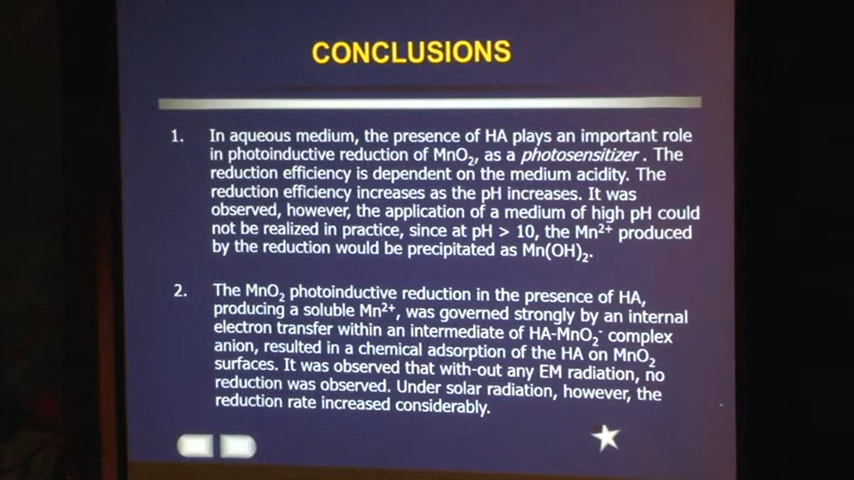 CONCLUSIONS
1. In aqueous medium, the presence of HA plays an important role
in photoinductive reduction of MnO₂, as a photosensitizer. The
reduction efficiency is dependent on the medium acidity. The
reduction efficiency increases as the pH increases. It was
observed, however, the application of a medium of high pH could
not be realized in practice, since at pH > 10, the Mn²⁺ produced
by the reduction would be precipitated as Mn(OH)₂.
2. The MnO₂ photoinductive reduction in the presence of HA,
producing a soluble Mn²⁺, was governed strongly by an internal
electron transfer within an intermediate of HA-MnO₂⁻ complex
anion, resulted in a chemical adsorption of the HA on MnO₂
surfaces. It was observed that with-out any EM radiation, no
reduction was observed. Under solar radiation, however, the
reduction rate increased considerably.